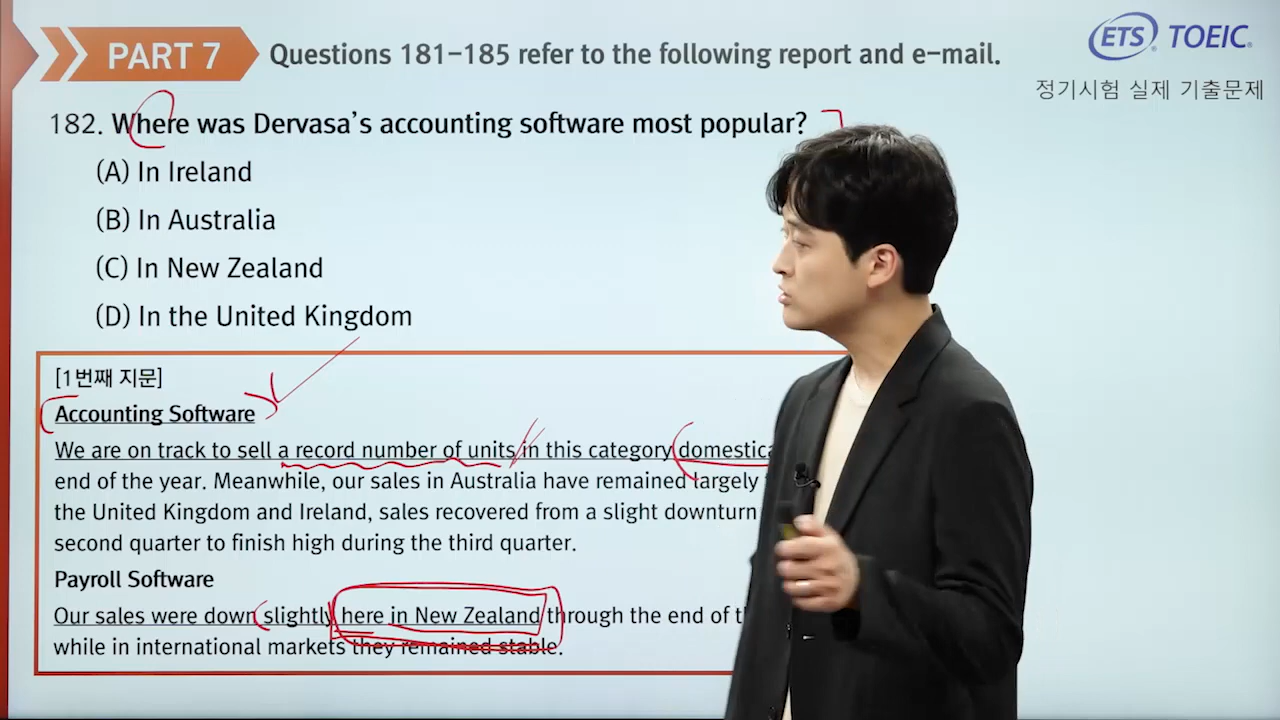 PART 7
Questions 181-185 refer to the following report and e-mail.
ETS® TOEIC®
정기시험 실제 기출문제
182. Where was Dervasa's accounting software most popular?
(A) In Ireland
(B) In Australia
(C) In New Zealand
(D) In the United Kingdom
[1번째 지문]
Accounting Software
We are on track to sell a record number of units in this category
end of the year. Meanwhile, our sales in Australia have remained largely
the United Kingdom and Ireland, sales recovered from a slight downturn
second quarter to finish high during the third quarter.
Payroll Software
Our sales were down slightly here in New Zealand through the end of
while in international markets they remained stable.